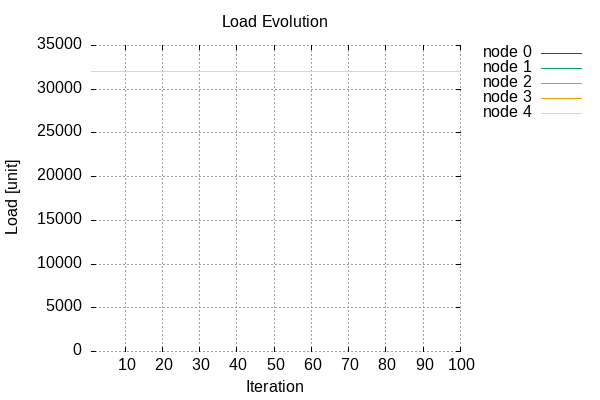 Load Evolution
35000
30000
25000
20000
15000
10000
5000
0
Load [unit]
10 20 30 40 50 60 70 80 90 100
Iteration
node 0
node 1
node 2
node 3
node 4